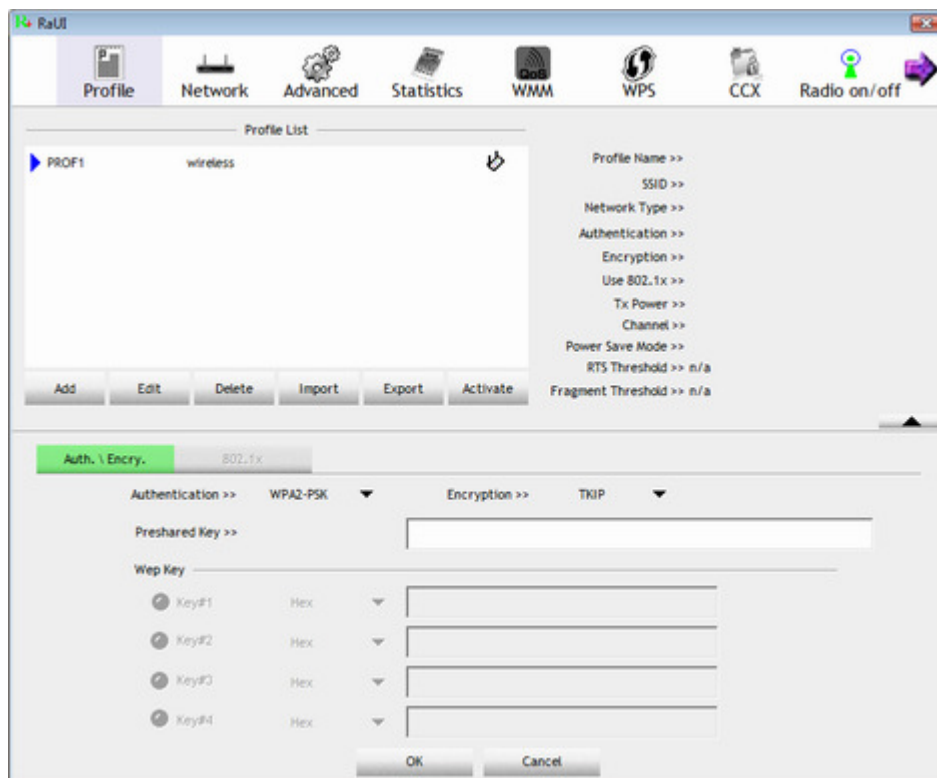 RaUI
Profile Network Advanced Statistics QoS WMM WPS CCX Radio on/off
Profile List
PROF1 wireless
Profile Name >>
SSID >>
Network Type >>
Authentication >>
Encryption >>
Use 802.1x >>
Tx Power >>
Channel >>
Power Save Mode >>
RTS Threshold >> n/a
Fragment Threshold >> n/a
Add Edit Delete Import Export Activate
Auth. \ Encry. 802.1x
Authentication >> WPA2-PSK Encryption >> TKIP
Preshared Key >>
Wep Key
Key#1 Hex
Key#2 Hex
Key#3 Hex
Key#4 Hex
OK Cancel